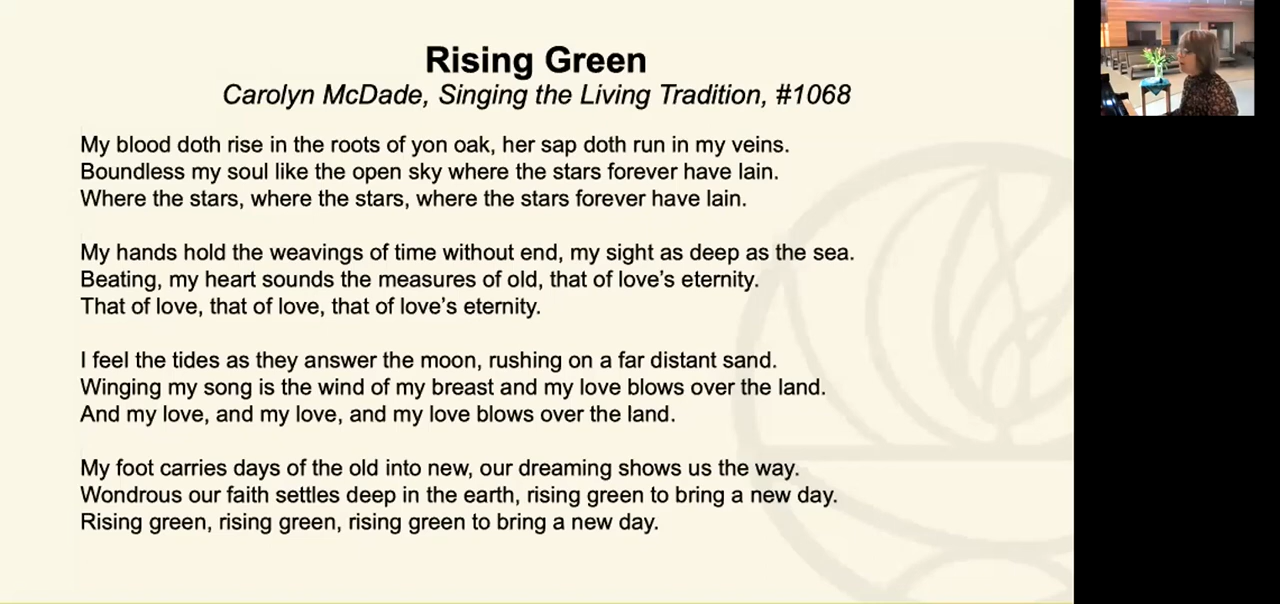 Rising Green
Carolyn McDade, Singing the Living Tradition, #1068
My blood doth rise in the roots of yon oak, her sap doth run in my veins.
Boundless my soul like the open sky where the stars forever have lain.
Where the stars, where the stars, where the stars forever have lain.
My hands hold the weavings of time without end, my sight as deep as the sea.
Beating, my heart sounds the measures of old, that of love’s eternity.
That of love, that of love, that of love’s eternity.
I feel the tides as they answer the moon, rushing on a far distant sand.
Winging my song is the wind of my breast and my love blows over the land.
And my love, and my love, and my love blows over the land.
My foot carries days of the old into new, our dreaming shows us the way.
Wondrous our faith settles deep in the earth, rising green to bring a new day.
Rising green, rising green, rising green to bring a new day.